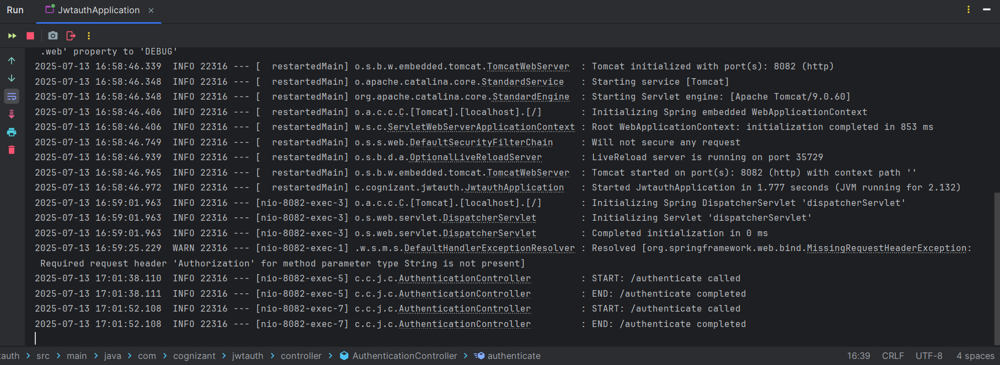 Run JwtauthApplication ×
.web' property to 'DEBUG'
2025-07-13 16:58:46.339  INFO 22316 --- [  restartedMain] o.s.b.w.embedded.tomcat.TomcatWebServer  : Tomcat initialized with port(s): 8082 (http)
2025-07-13 16:58:46.348  INFO 22316 --- [  restartedMain] o.apache.catalina.core.StandardService   : Starting service [Tomcat]
2025-07-13 16:58:46.348  INFO 22316 --- [  restartedMain] org.apache.catalina.core.StandardEngine  : Starting Servlet engine: [Apache Tomcat/9.0.60]
2025-07-13 16:58:46.406  INFO 22316 --- [  restartedMain] o.a.c.c.C.[Tomcat].[localhost].[/]       : Initializing Spring embedded WebApplicationContext
2025-07-13 16:58:46.406  INFO 22316 --- [  restartedMain] w.s.c.ServletWebServerApplicationContext : Root WebApplicationContext: initialization completed in 853 ms
2025-07-13 16:58:46.749  INFO 22316 --- [  restartedMain] o.s.s.web.DefaultSecurityFilterChain     : Will not secure any request
2025-07-13 16:58:46.939  INFO 22316 --- [  restartedMain] o.s.b.d.a.OptionalLiveReloadServer       : LiveReload server is running on port 35729
2025-07-13 16:58:46.965  INFO 22316 --- [  restartedMain] o.s.b.w.embedded.tomcat.TomcatWebServer  : Tomcat started on port(s): 8082 (http) with context path ''
2025-07-13 16:58:46.972  INFO 22316 --- [  restartedMain] c.cognizant.jwtauth.JwtauthApplication   : Started JwtauthApplication in 1.777 seconds (JVM running for 2.132)
2025-07-13 16:59:01.963  INFO 22316 --- [nio-8082-exec-3] o.a.c.c.C.[Tomcat].[localhost].[/]       : Initializing Spring DispatcherServlet 'dispatcherServlet'
2025-07-13 16:59:01.963  INFO 22316 --- [nio-8082-exec-3] o.s.web.servlet.DispatcherServlet        : Initializing Servlet 'dispatcherServlet'
2025-07-13 16:59:01.963  INFO 22316 --- [nio-8082-exec-3] o.s.web.servlet.DispatcherServlet        : Completed initialization in 0 ms
2025-07-13 16:59:25.229  WARN 22316 --- [nio-8082-exec-1] .w.s.m.s.DefaultHandlerExceptionResolver : Resolved [org.springframework.web.bind.MissingRequestHeaderException:
Required request header 'Authorization' for method parameter type String is not present]
2025-07-13 17:01:38.110  INFO 22316 --- [nio-8082-exec-5] c.c.j.c.AuthenticationController         : START: /authenticate called
2025-07-13 17:01:38.111  INFO 22316 --- [nio-8082-exec-5] c.c.j.c.AuthenticationController         : END: /authenticate completed
2025-07-13 17:01:52.108  INFO 22316 --- [nio-8082-exec-7] c.c.j.c.AuthenticationController         : START: /authenticate called
2025-07-13 17:01:52.108  INFO 22316 --- [nio-8082-exec-7] c.c.j.c.AuthenticationController         : END: /authenticate completed
tauth > src > main > java > com > cognizant > jwtauth > controller > AuthenticationController > authenticate 16:39 CRLF UTF-8 4 spaces